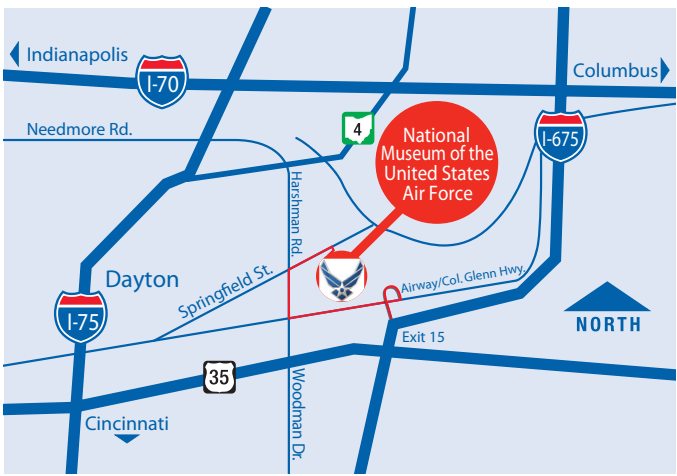 Indianapolis
Columbus
I-70
I-675
Needmore Rd.
4
National
Museum of the
United States
Air Force
Harshman Rd.
Springfield St.
Airway/Col. Glenn Hwy.
Dayton
I-75
NORTH
Exit 15
35
Woodman Dr.
Cincinnati